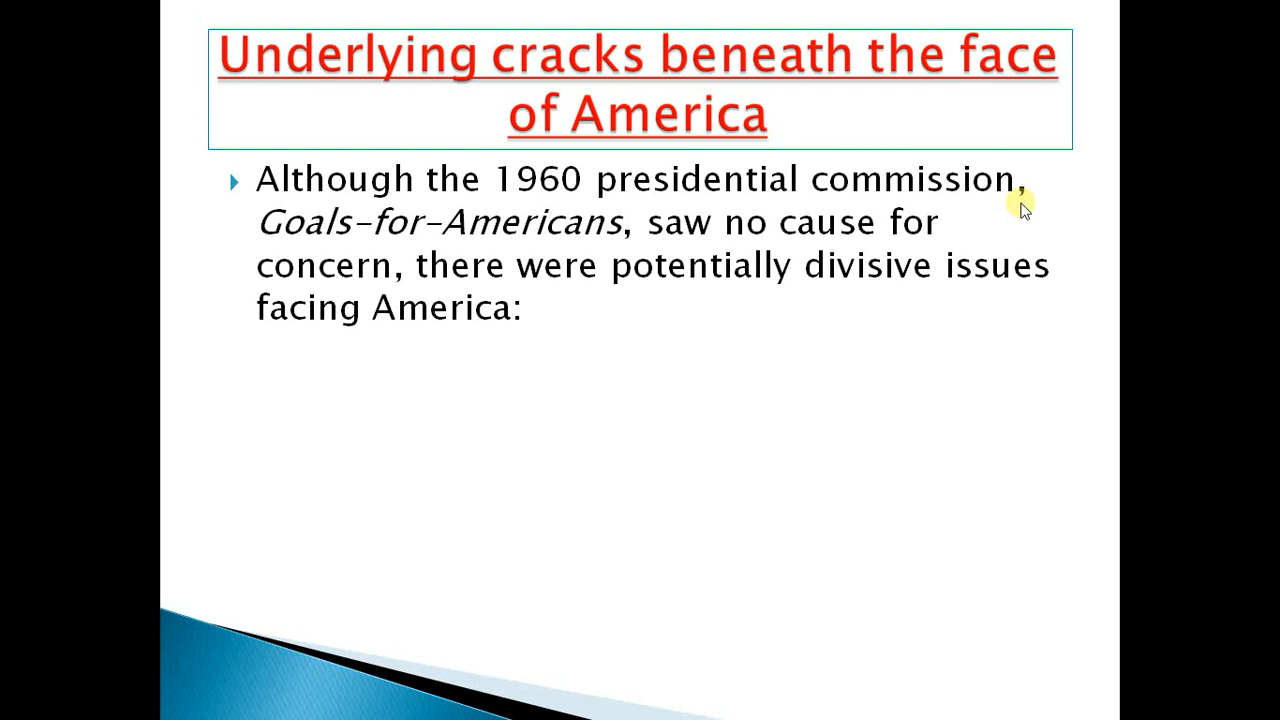 Underlying cracks beneath the face
of America
Although the 1960 presidential commission,
Goals-for-Americans, saw no cause for
concern, there were potentially divisive issues
facing America: